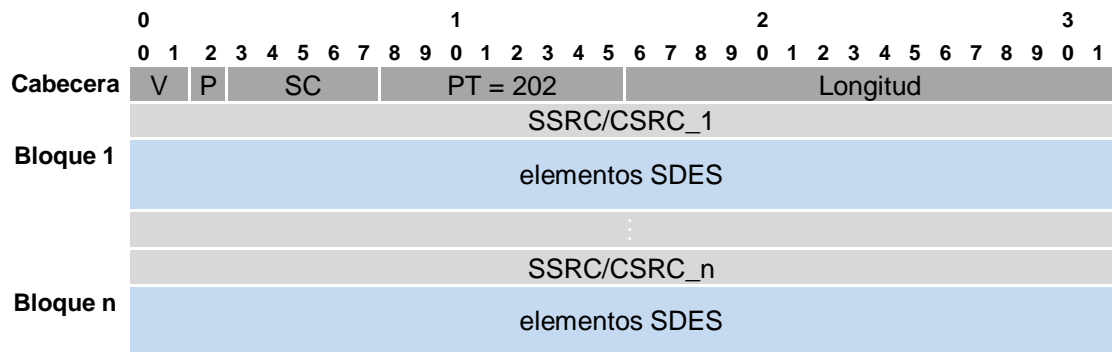 0 1 2 3
0 1 2 3 4 5 6 7 8 9 0 1 2 3 4 5 6 7 8 9 0 1 2 3 4 5 6 7 8 9 0 1
Cabecera V P SC PT = 202 Longitud
SSRC/CSRC_1
Bloque 1
elementos SDES
⋮
SSRC/CSRC_n
Bloque n
elementos SDES